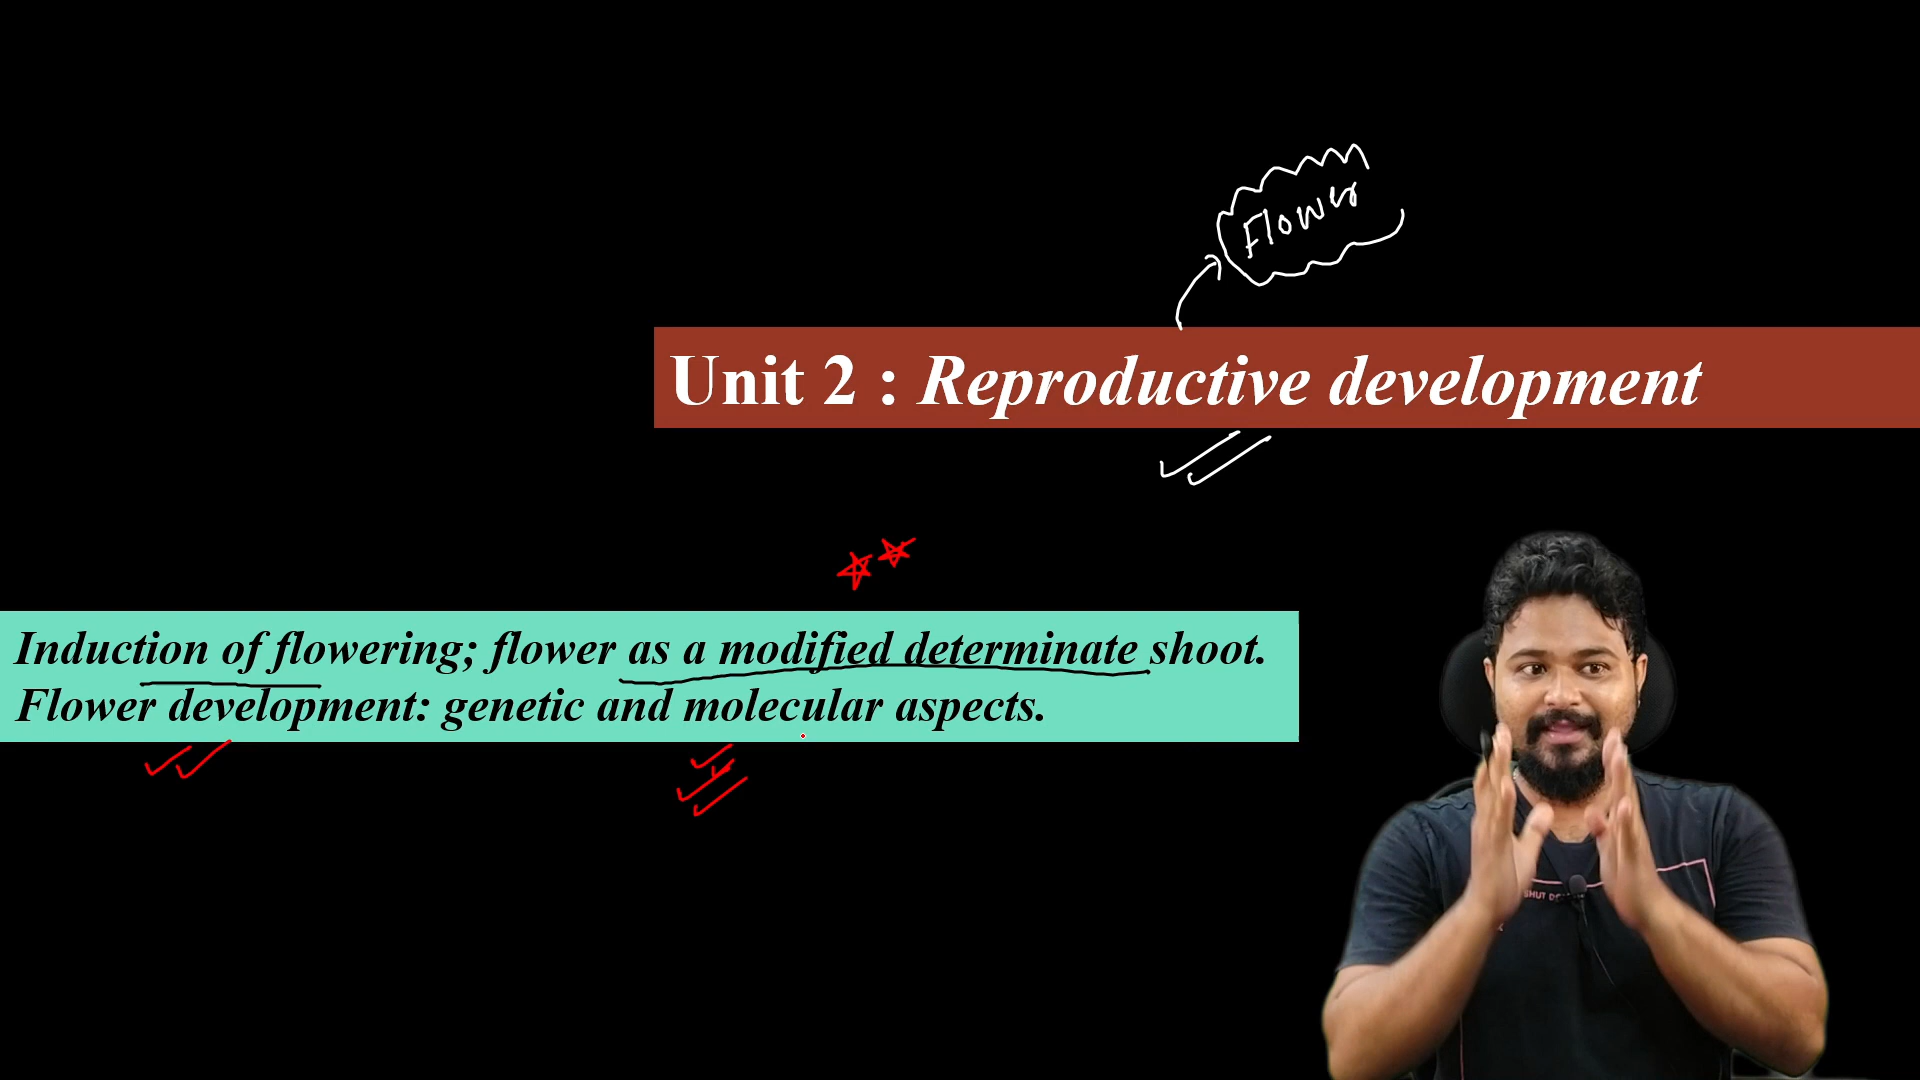 Flower
Unit 2 : Reproductive development
Induction of flowering; flower as a modified determinate shoot.
Flower development: genetic and molecular aspects.